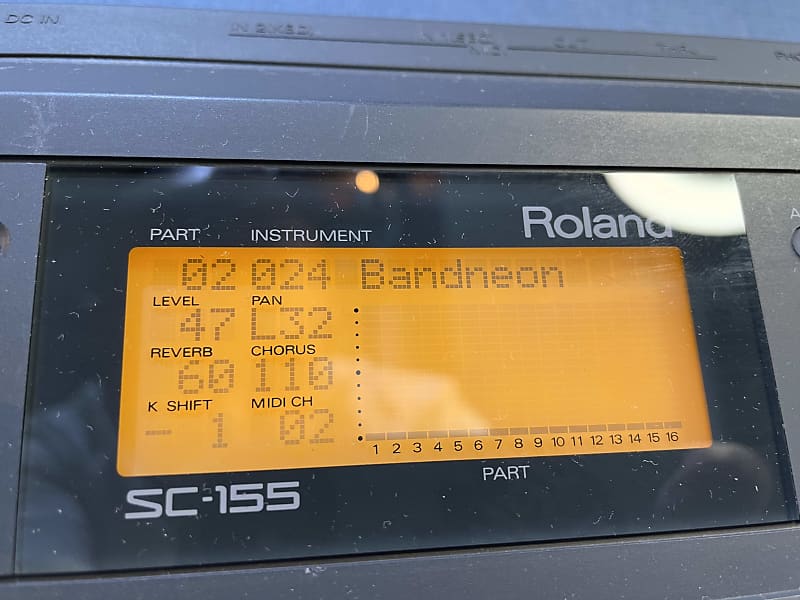 DC IN
Roland
PART INSTRUMENT
02 024 Bandneon
LEVEL PAN
47 L32
REVERB CHORUS
60 110
K SHIFT MIDI CH
- 1 02
1 2 3 4 5 6 7 8 9 10 11 12 13 14 15 16
PART
SC-155